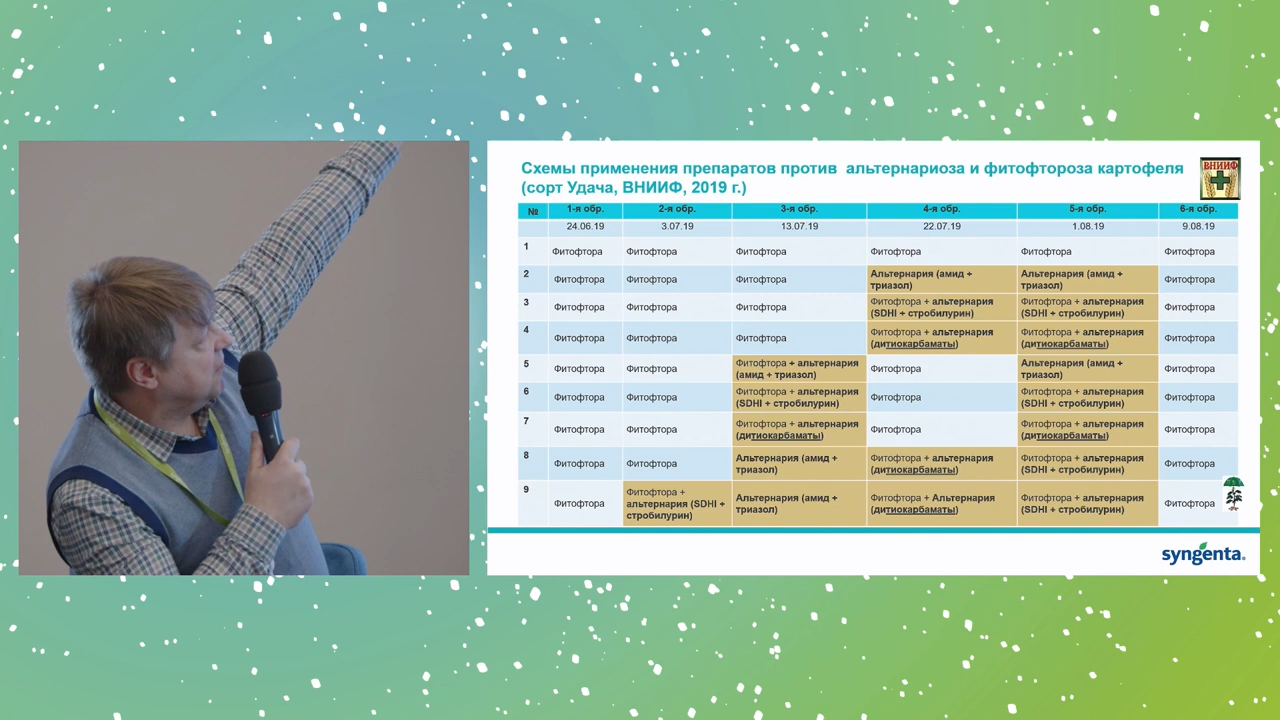 Схемы применения препаратов против альтернариоза и фитофтороза картофеля
(сорт Удача, ВНИИФ, 2019 г.)
ВНИИФ
№ 1-я обр. 2-я обр. 3-я обр. 4-я обр. 5-я обр. 6-я обр.
24.06.19 3.07.19 13.07.19 22.07.19 1.08.19 9.08.19
1 Фитофтора Фитофтора Фитофтора Фитофтора Фитофтора Фитофтора
2 Фитофтора Фитофтора Фитофтора Альтернария (амид + триазол) Альтернария (амид + триазол) Фитофтора
3 Фитофтора Фитофтора Фитофтора Фитофтора + альтернария (SDHI + стробилурин) Фитофтора + альтернария (SDHI + стробилурин) Фитофтора
4 Фитофтора Фитофтора Фитофтора Фитофтора + альтернария (дитиокарбаматы) Фитофтора + альтернария (дитиокарбаматы) Фитофтора
5 Фитофтора Фитофтора Фитофтора + альтернария (амид + триазол) Фитофтора Альтернария (амид + триазол) Фитофтора
6 Фитофтора Фитофтора Фитофтора + альтернария (SDHI + стробилурин) Фитофтора Фитофтора + альтернария (SDHI + стробилурин) Фитофтора
7 Фитофтора Фитофтора Фитофтора + альтернария (дитиокарбаматы) Фитофтора Фитофтора + альтернария (дитиокарбаматы) Фитофтора
8 Фитофтора Фитофтора Альтернария (амид + триазол) Фитофтора + альтернария (дитиокарбаматы) Фитофтора + альтернария (SDHI + стробилурин) Фитофтора
9 Фитофтора Фитофтора + альтернария (SDHI + стробилурин) Альтернария (амид + триазол) Фитофтора + Альтернария (дитиокарбаматы) Фитофтора + альтернария (SDHI + стробилурин) Фитофтора
syngenta